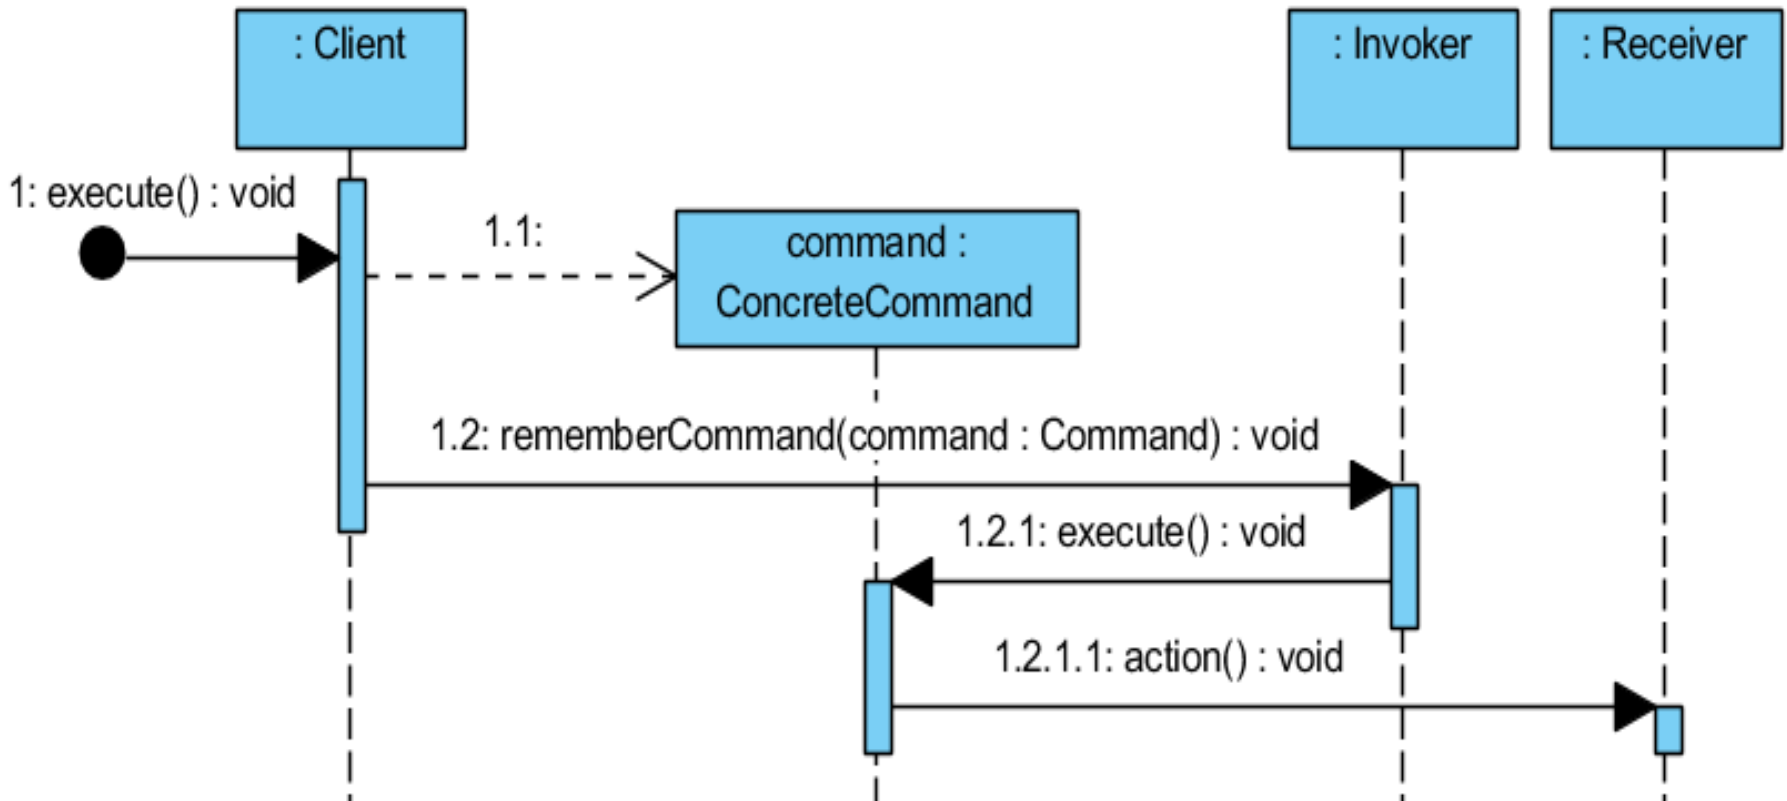 : Client
: Invoker
: Receiver
1: execute() : void
1.1:
command :
ConcreteCommand
1.2: rememberCommand(command : Command) : void
1.2.1: execute() : void
1.2.1.1: action() : void